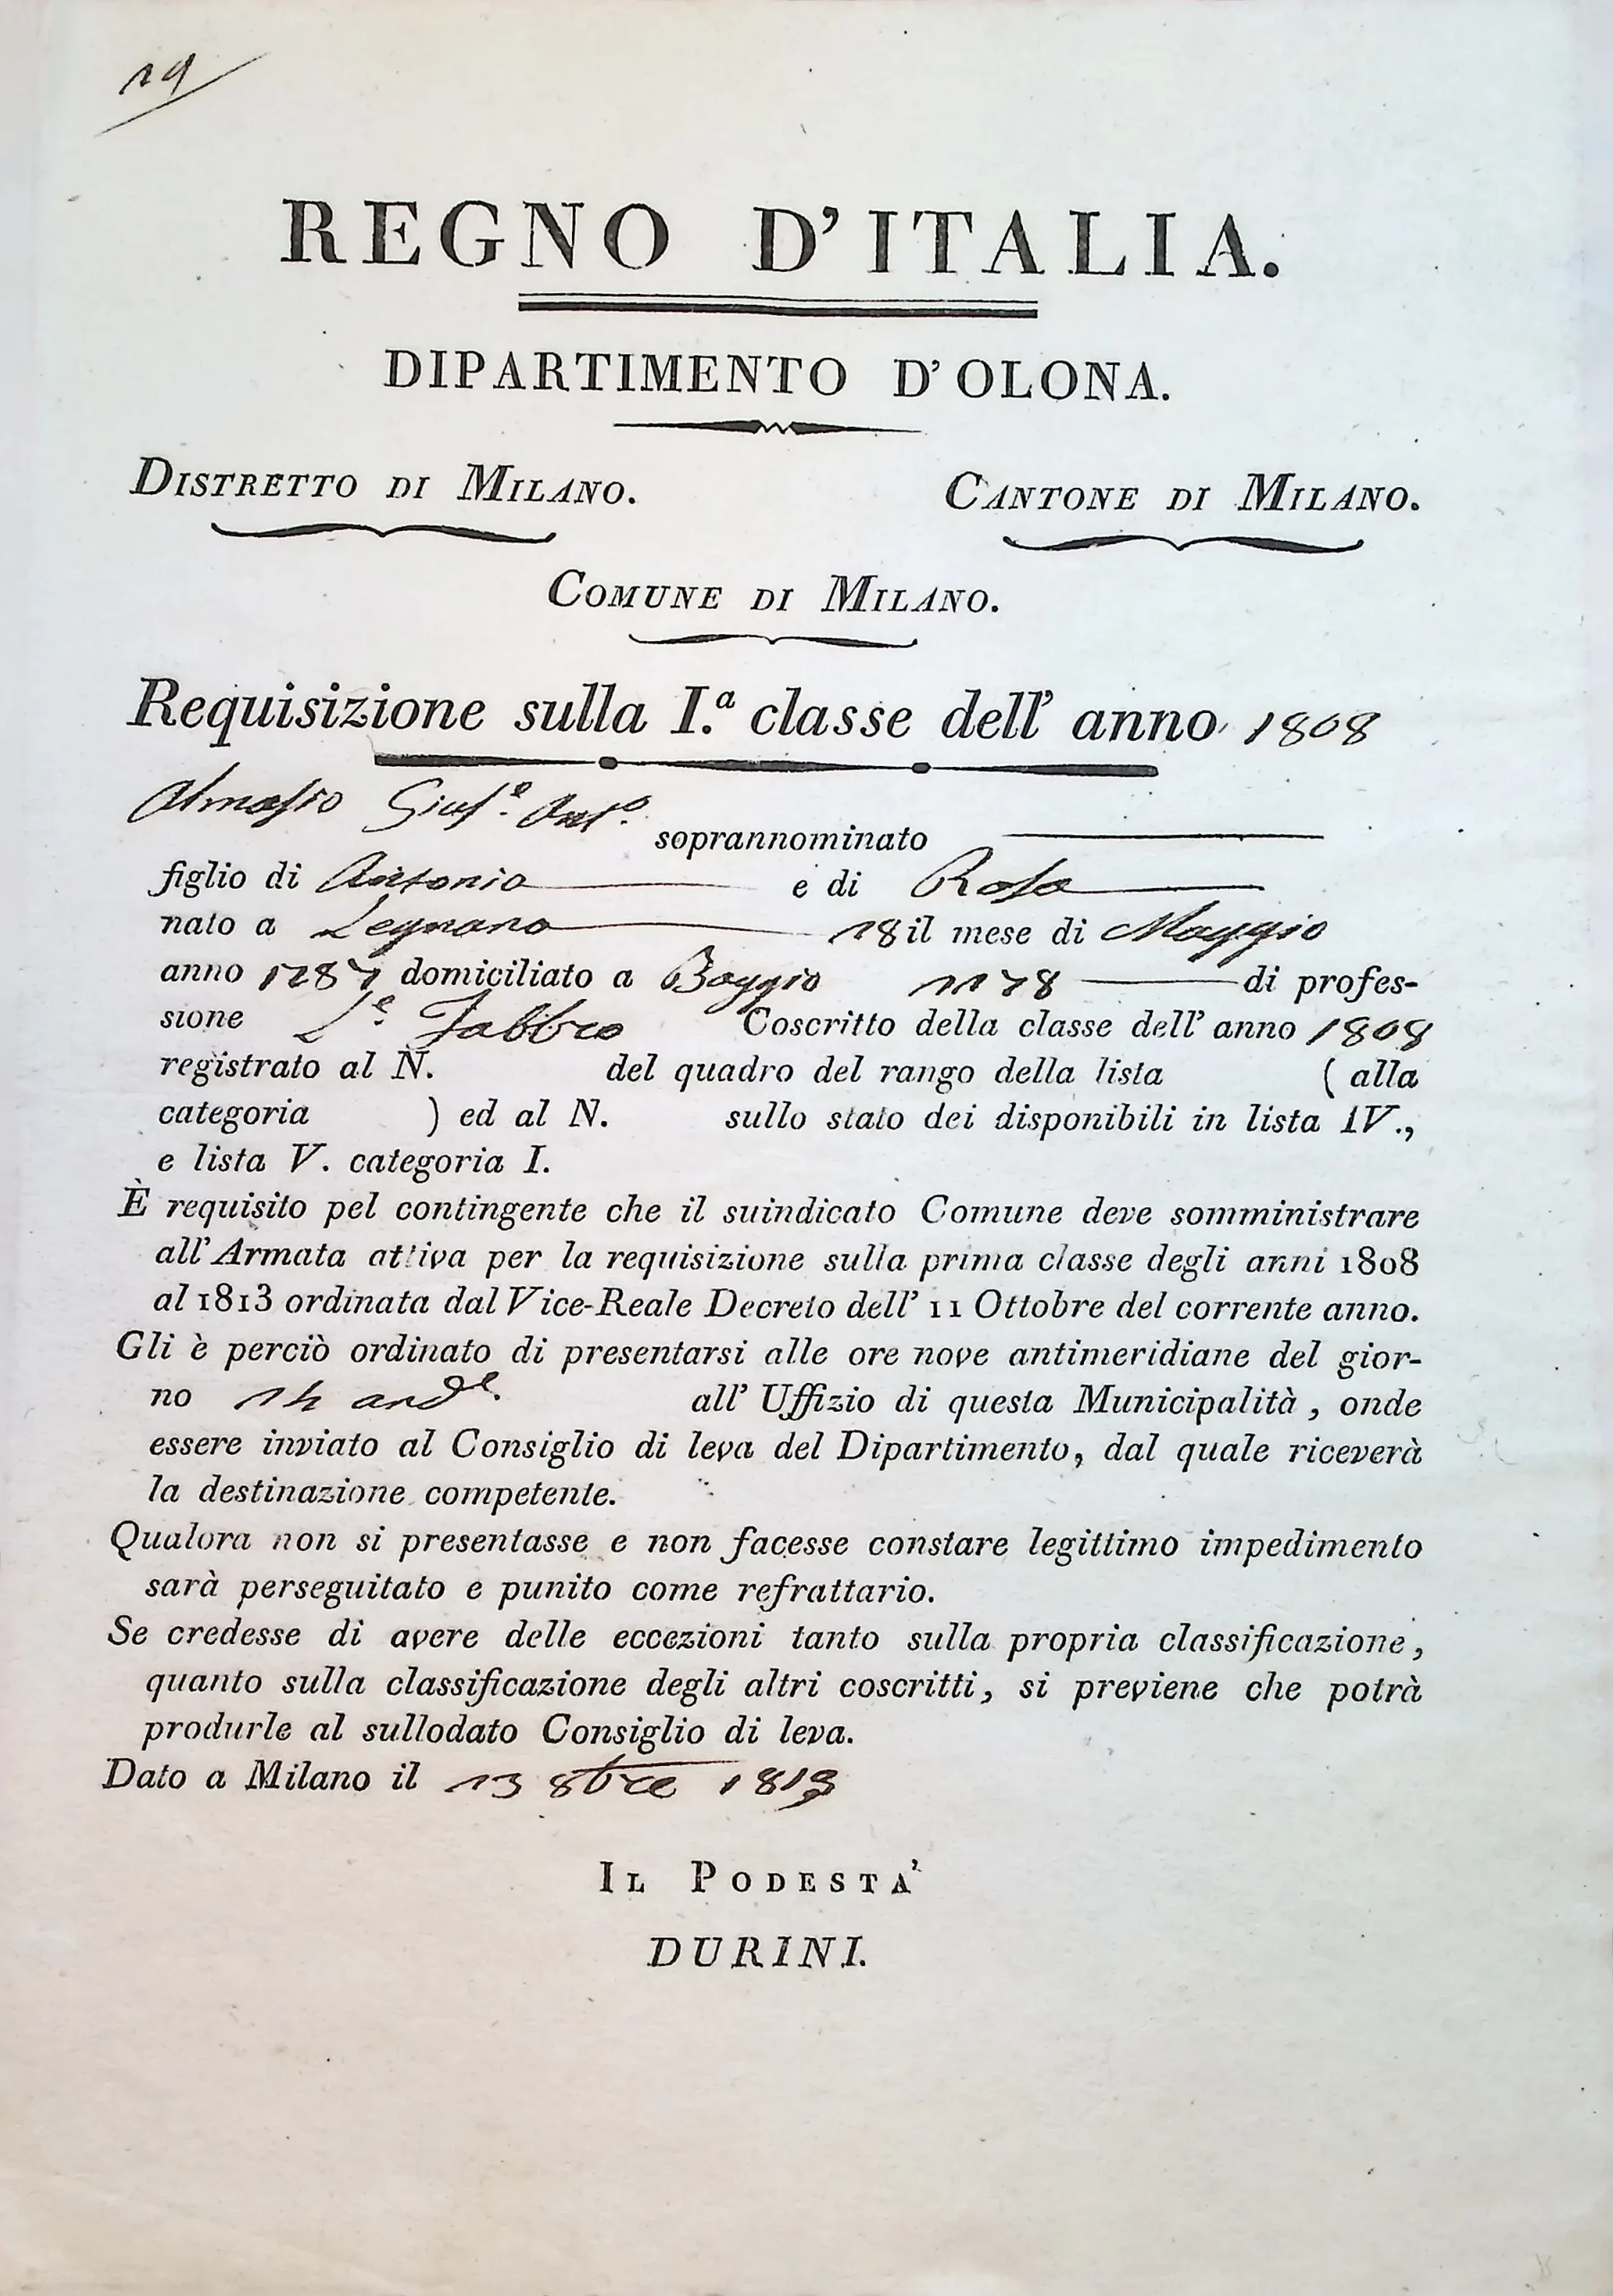 19
REGNO D'ITALIA.
DIPARTIMENTO D'OLONA.
DISTRETTO DI MILANO. CANTONE DI MILANO.
COMUNE DI MILANO.
Requisizione sulla I.ª classe dell' anno 1808
Almasio Gius.e Ant.o soprannominato
figlio di Antonio e di Rosa
nato a Legnano 18 il mese di Maggio
anno 1787 domiciliato a Baggio 1178 di profes-
sione L.e Fabbro Coscritto della classe dell' anno 1808
registrato al N. del quadro del rango della lista ( alla
categoria ) ed al N. sullo stato dei disponibili in lista IV.,
e lista V. categoria I.
È requisito pel contingente che il suindicato Comune deve somministrare
all' Armata attiva per la requisizione sulla prima classe degli anni 1808
al 1813 ordinata dal Vice-Reale Decreto dell' 11 Ottobre del corrente anno.
Gli è perciò ordinato di presentarsi alle ore nove antimeridiane del gior-
no 14 and.e all' Uffizio di questa Municipalità, onde
essere inviato al Consiglio di leva del Dipartimento, dal quale riceverà
la destinazione competente.
Qualora non si presentasse e non facesse constare legittimo impedimento
sarà perseguitato e punito come refrattario.
Se credesse di avere delle eccezioni tanto sulla propria classificazione,
quanto sulla classificazione degli altri coscritti, si previene che potrà
produrle al sullodato Consiglio di leva.
Dato a Milano il 13 8bre 1813
IL PODESTA'
DURINI.